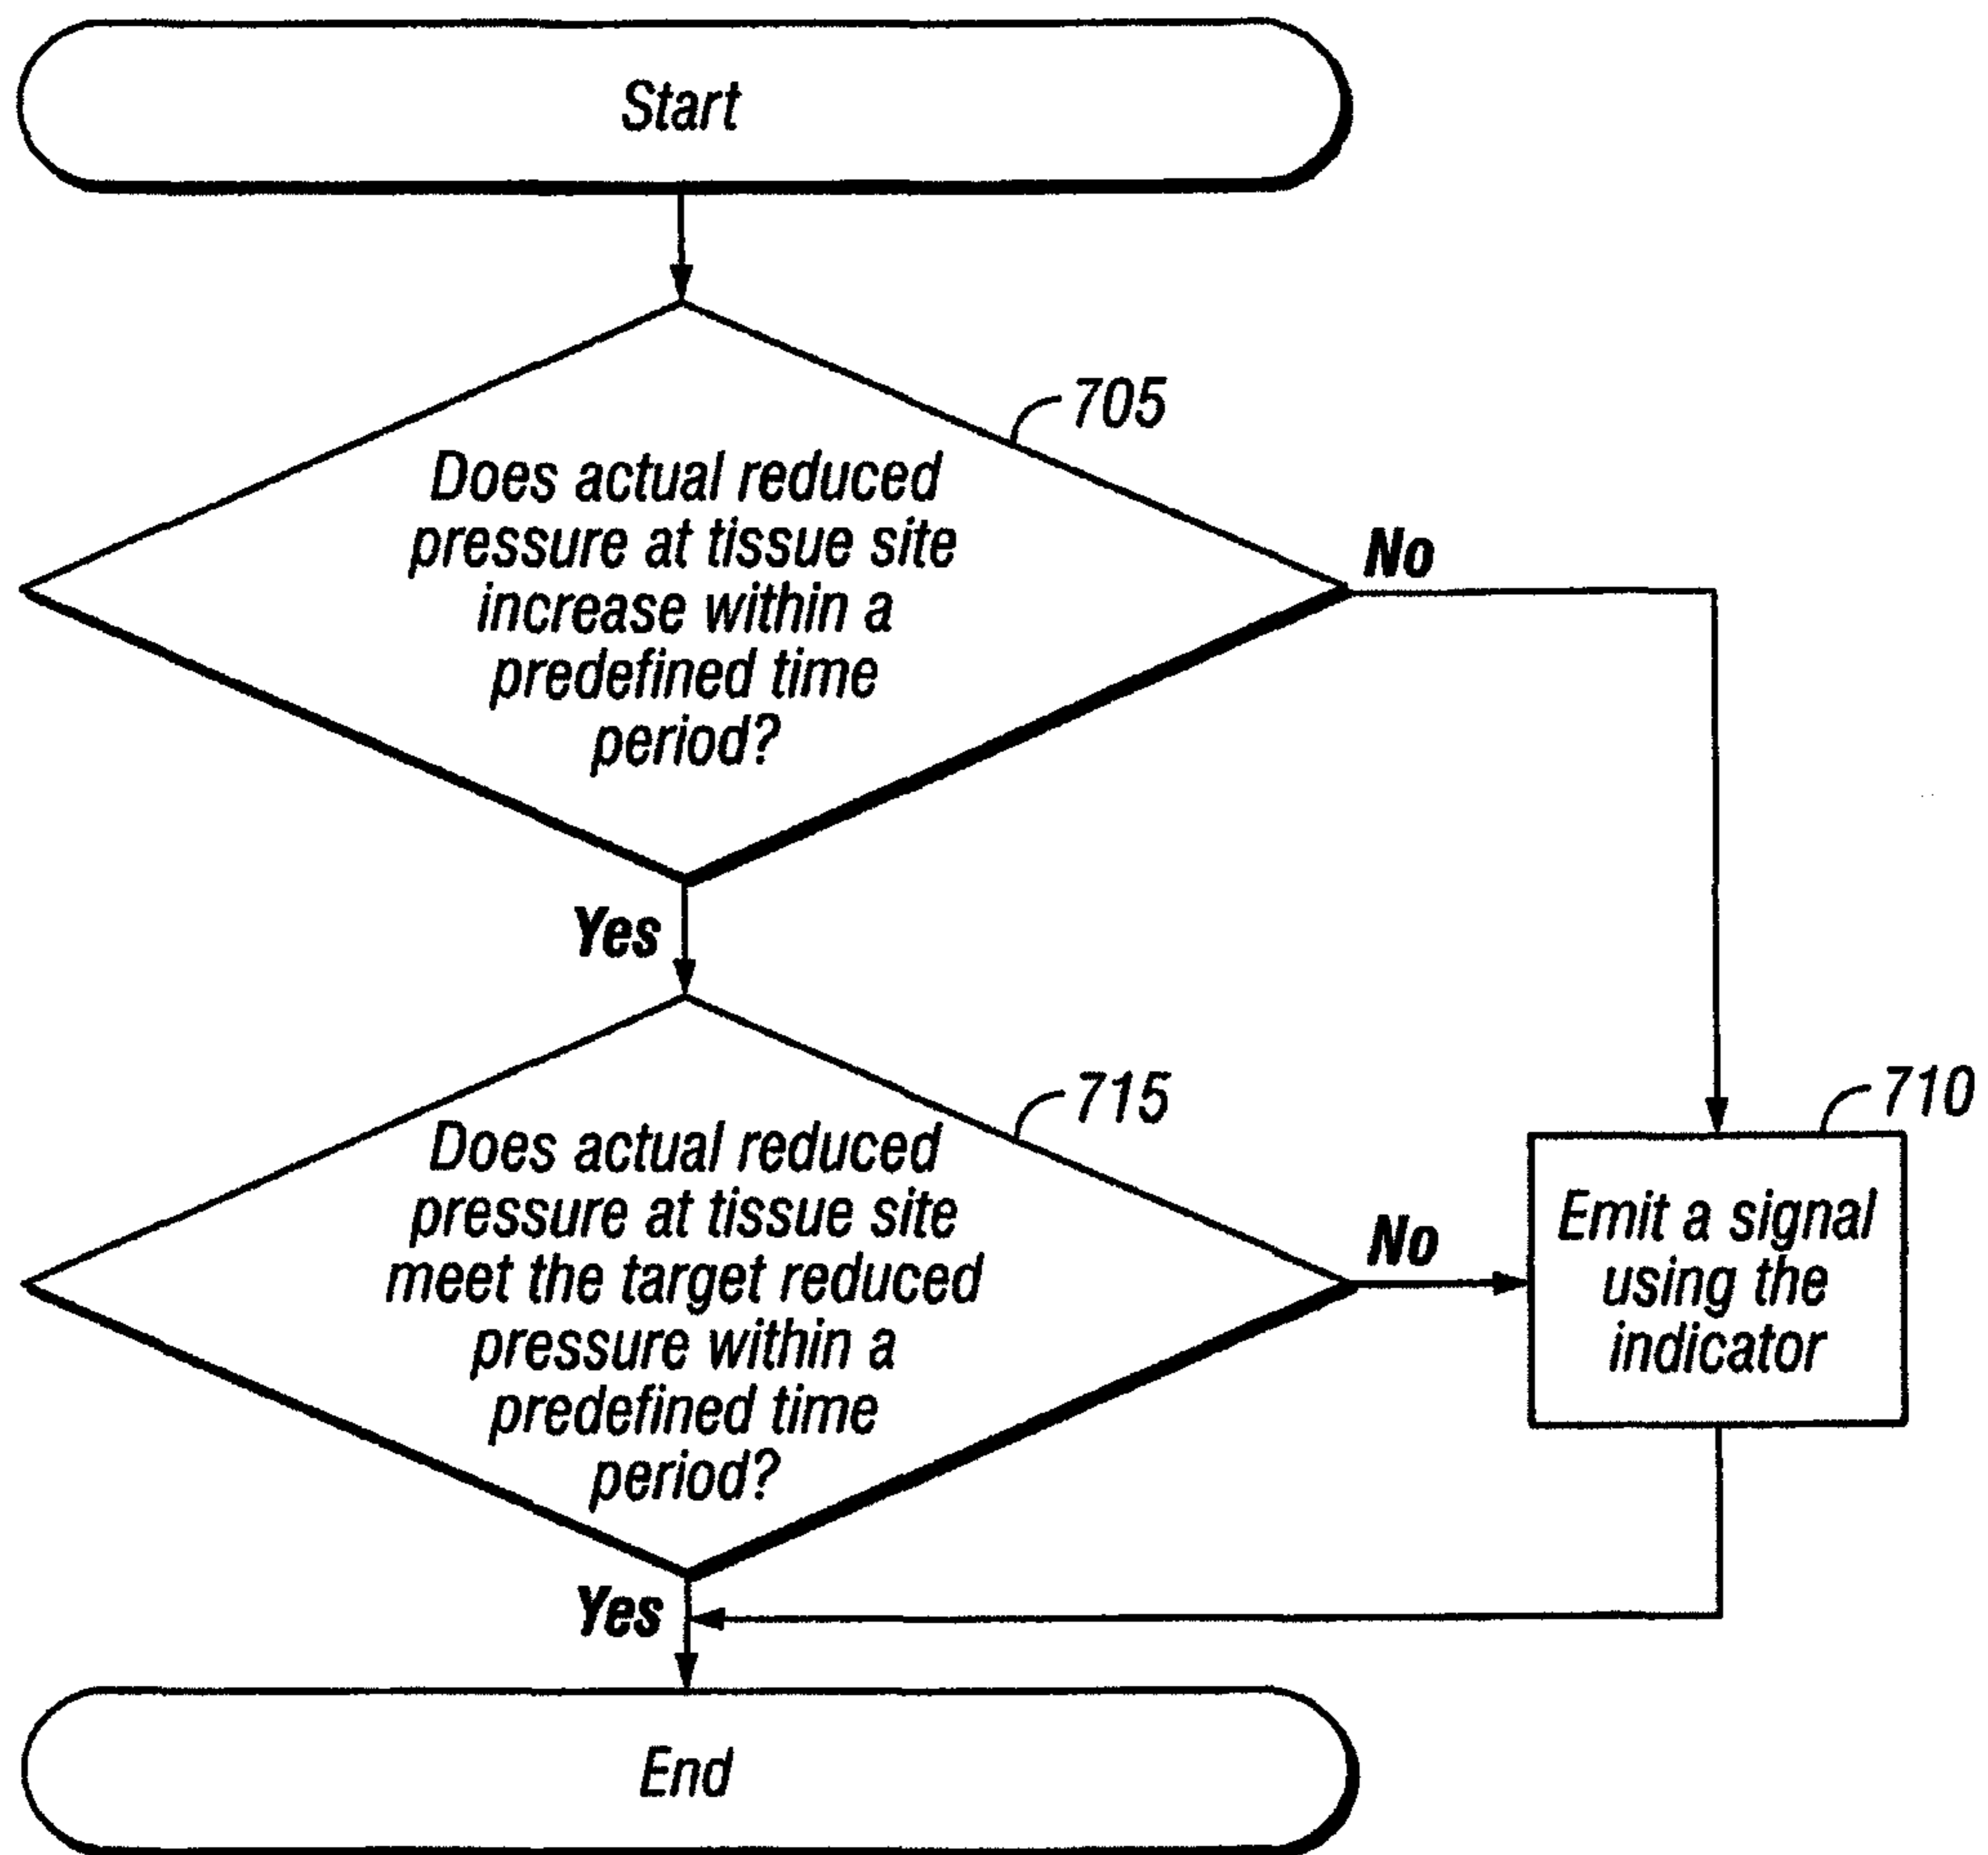 Start
705
Does actual reduced
pressure at tissue site
increase within a
predefined time
period?
No
Yes
715
710
Does actual reduced
pressure at tissue site
meet the target reduced
pressure within a
predefined time
period?
No
Emit a signal
using the
indicator
Yes
End